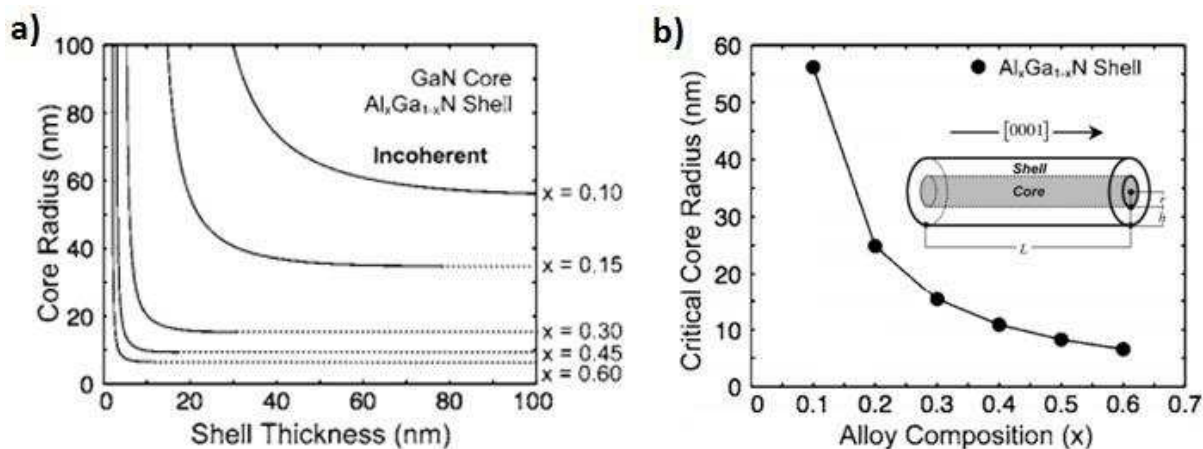 a)
100
80
60
40
20
0
Core Radius (nm)
GaN Core
AlₓGa₁₋ₓN Shell
Incoherent
x = 0.10
x = 0.15
x = 0.30
x = 0.45
x = 0.60
0 20 40 60 80 100
Shell Thickness (nm)
b)
60
50
40
30
20
10
0
Critical Core Radius (nm)
AlₓGa₁₋ₓN Shell
[0001]
Shell
Core
r
h
L
0 0.1 0.2 0.3 0.4 0.5 0.6 0.7
Alloy Composition (x)